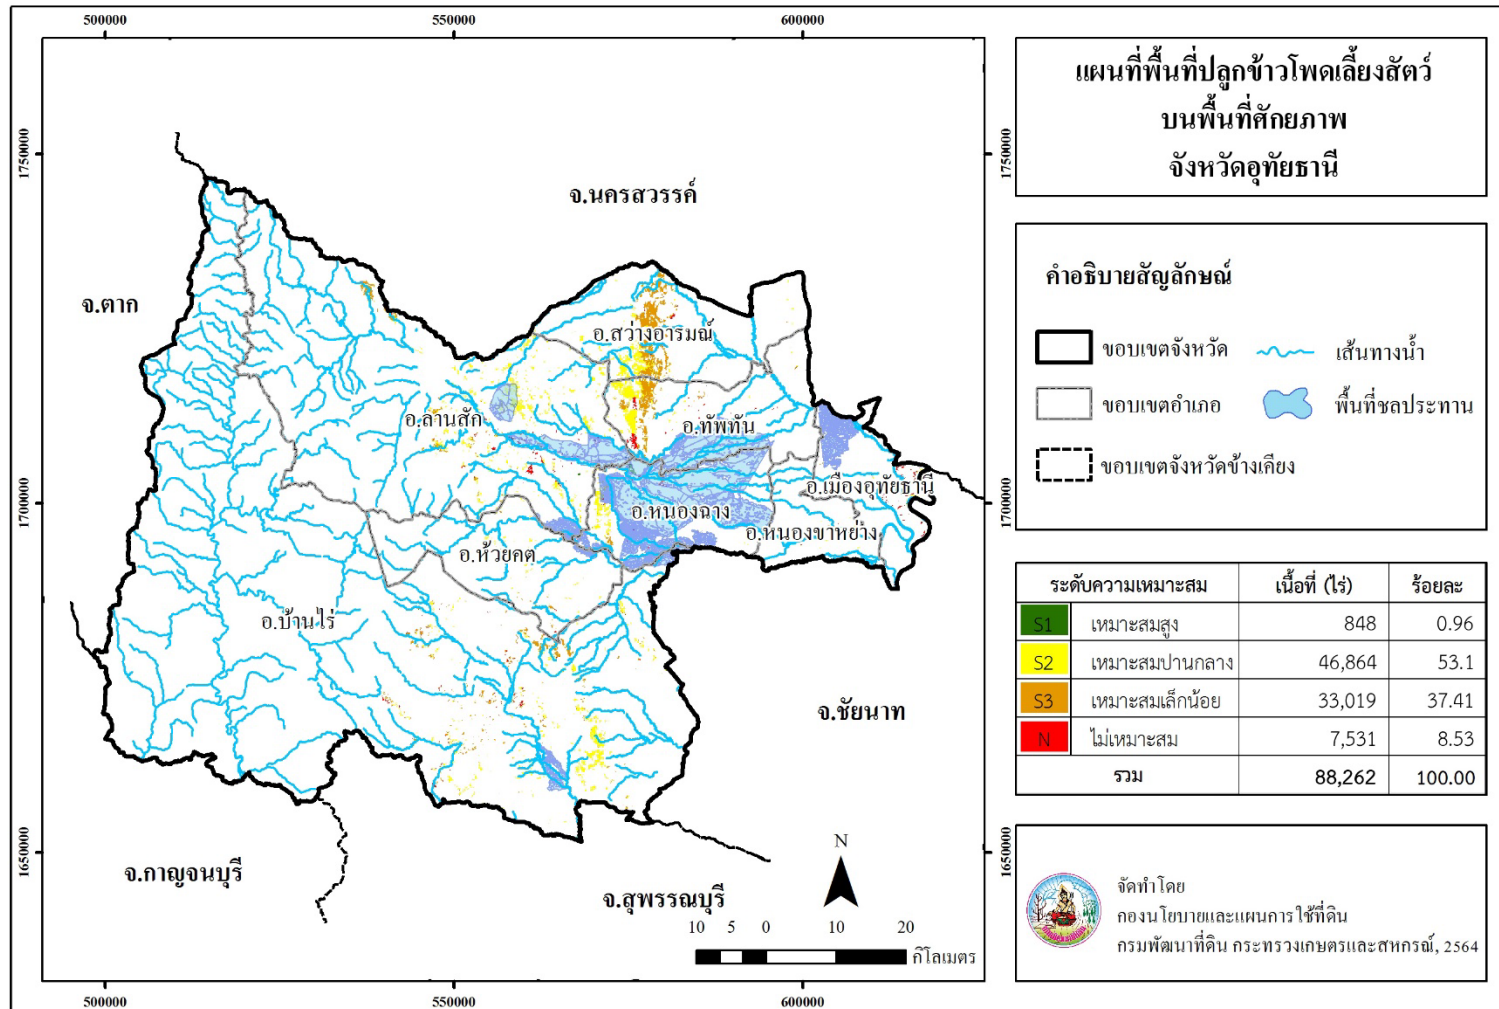 500000
550000
600000
1750000
1700000
1650000
1750000
1700000
1650000
500000
550000
600000
จ.นครสวรรค์
จ.ตาก
อ.สว่างอารมณ์
อ.ลานสัก
อ.ทัพทัน
อ.เมืองอุทัยธานี
อ.หนองฉาง
อ.หนองขาหย่าง
อ.ห้วยคต
อ.บ้านไร่
จ.ชัยนาท
จ.กาญจนบุรี
จ.สุพรรณบุรี
N
10 5 0 10 20
กิโลเมตร
แผนที่พื้นที่ปลูกข้าวโพดเลี้ยงสัตว์
บนพื้นที่ศักยภาพ
จังหวัดอุทัยธานี
คำอธิบายสัญลักษณ์
ขอบเขตจังหวัด เส้นทางน้ำ
ขอบเขตอำเภอ พื้นที่ชลประทาน
ขอบเขตจังหวัดข้างเคียง
ระดับความเหมาะสม เนื้อที่ (ไร่) ร้อยละ
S1 เหมาะสมสูง 848 0.96
S2 เหมาะสมปานกลาง 46,864 53.1
S3 เหมาะสมเล็กน้อย 33,019 37.41
N ไม่เหมาะสม 7,531 8.53
รวม 88,262 100.00
จัดทำโดย
กองนโยบายและแผนการใช้ที่ดิน
กรมพัฒนาที่ดิน กระทรวงเกษตรและสหกรณ์, 2564